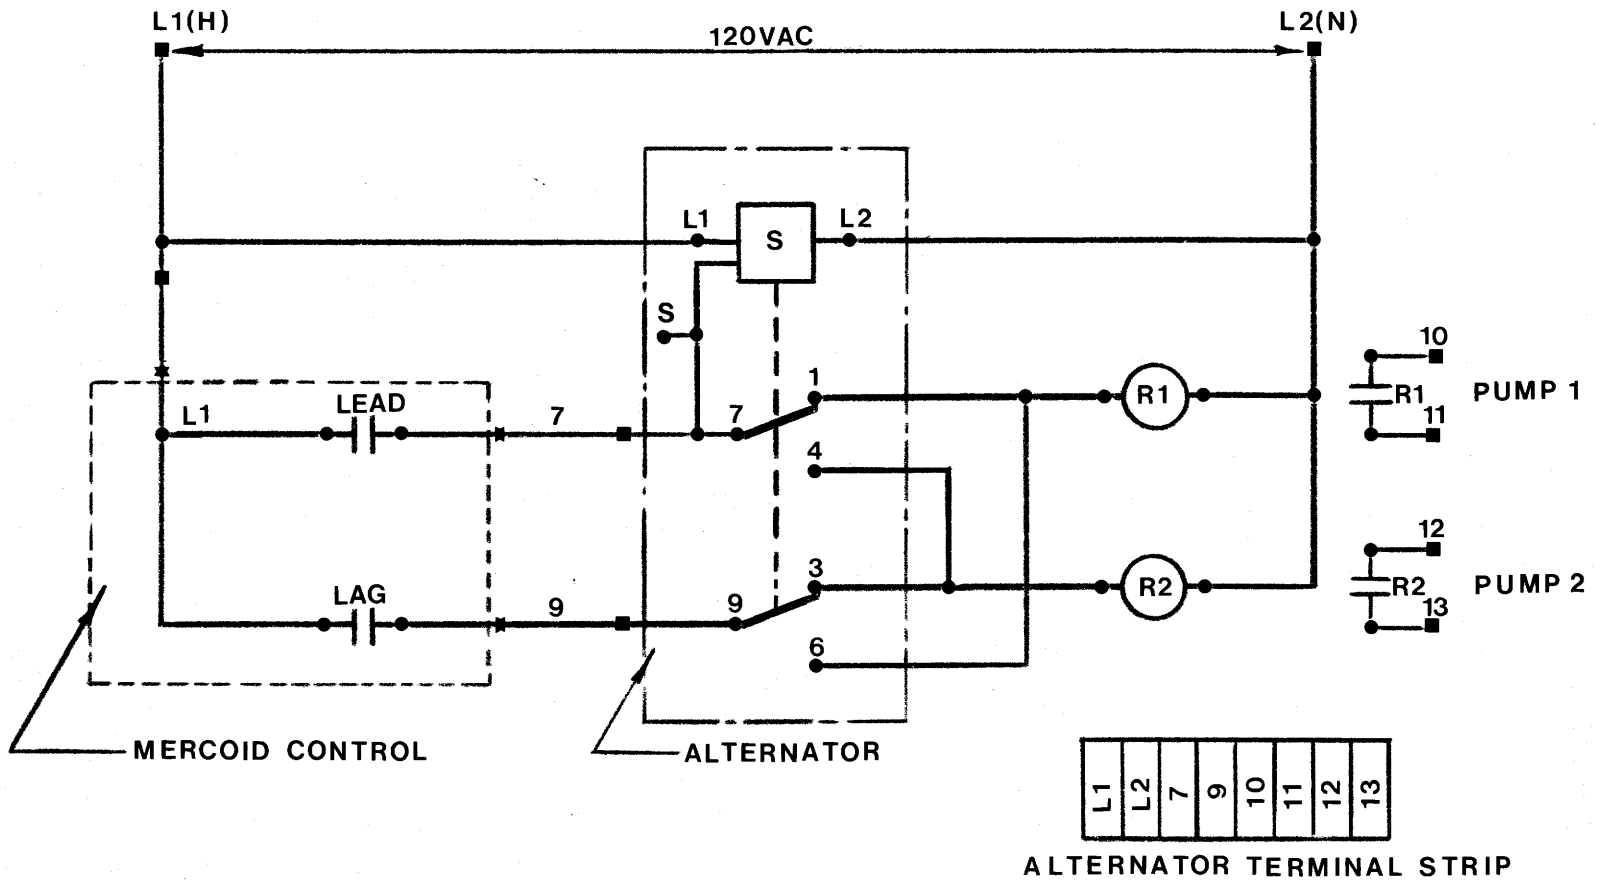 L1(H)
L2(N)
120VAC
L1
S
L2
S
10
1
R1
R1
PUMP 1
L1
LEAD
7
7
11
4
12
LAG
9
9
3
R2
R2
PUMP 2
13
6
MERCOID CONTROL
ALTERNATOR
L1
L2
7
9
10
11
12
13
ALTERNATOR TERMINAL STRIP